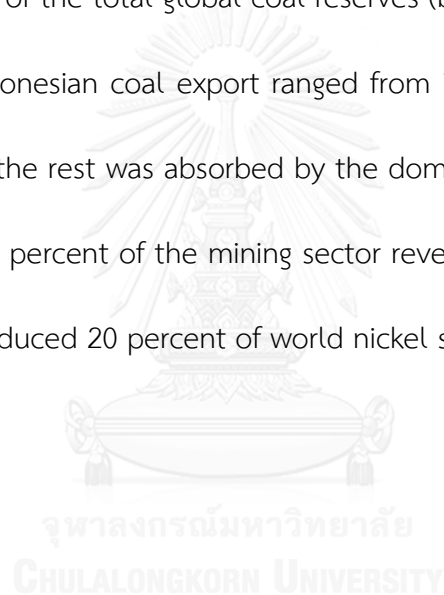 of the total global coal reserves (b
onesian coal export ranged from
the rest was absorbed by the dom
percent of the mining sector reve
duced 20 percent of world nickel s
จุฬาลงกรณ์มหาวิทยาลัย
CHULALONGKORN UNIVERSITY